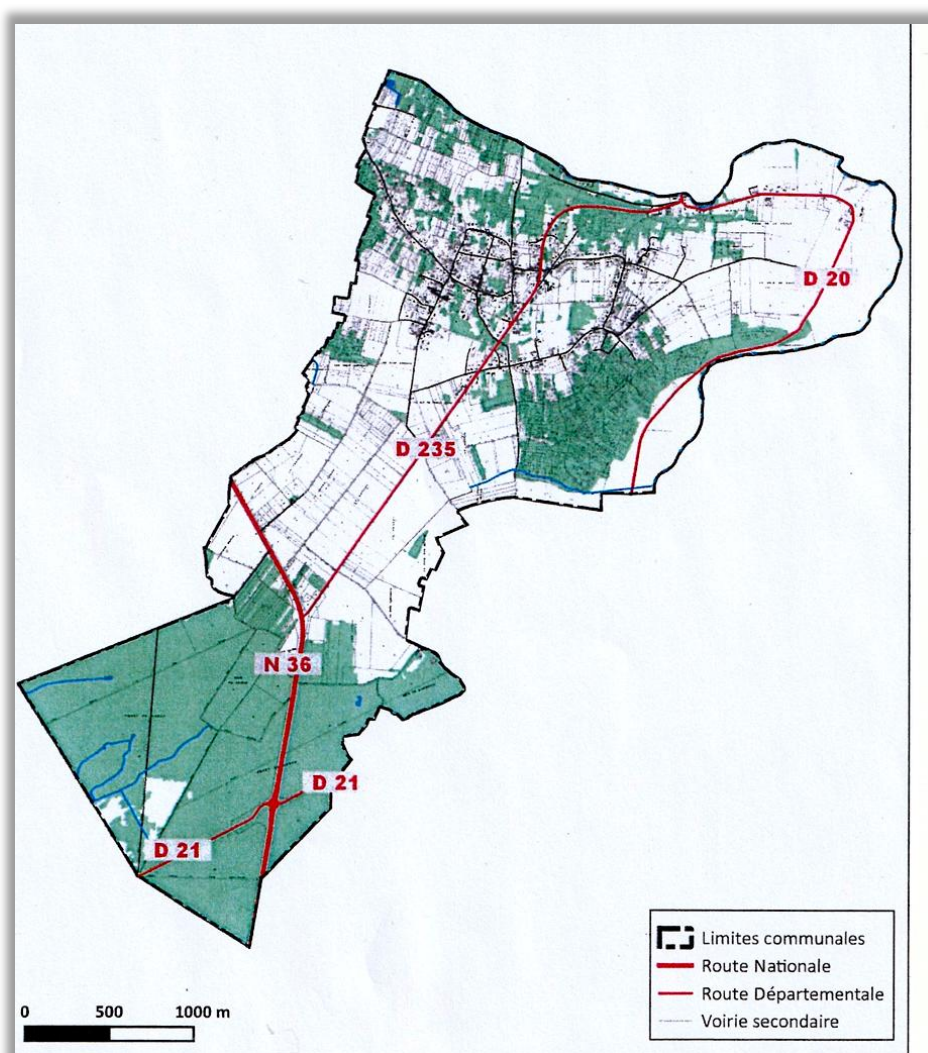 D 20
D 235
N 36
D 21
D 21
Limites communales
Route Nationale
Route Départementale
Voirie secondaire
0 500 1000 m